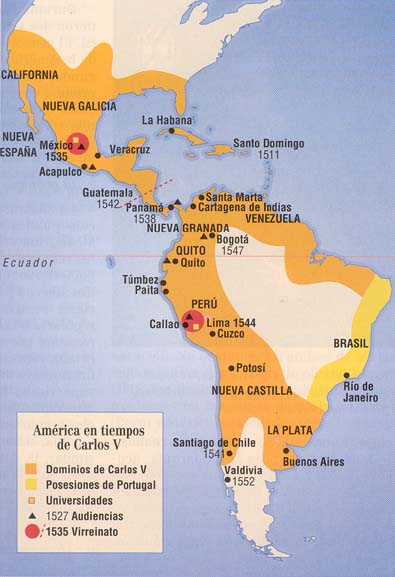 CALIFORNIA
NUEVA GALICIA
La Habana
NUEVA
ESPAÑA
México
1535
Veracruz
Santo Domingo
1511
Acapulco
Guatemala
1542
Santa Marta
Panamá
1538
Cartagena de Indias
VENEZUELA
NUEVA GRANADA
Bogotá
1547
QUITO
Quito
Ecuador
Túmbez
Paita
PERÚ
Callao
Lima 1544
Cuzco
BRASIL
Potosí
Río de
Janeiro
NUEVA CASTILLA
LA PLATA
Santiago de Chile
1541
Buenos Aires
Valdivia
1552
América en tiempos
de Carlos V
Dominios de Carlos V
Posesiones de Portugal
Universidades
1527 Audiencias
1535 Virreinato